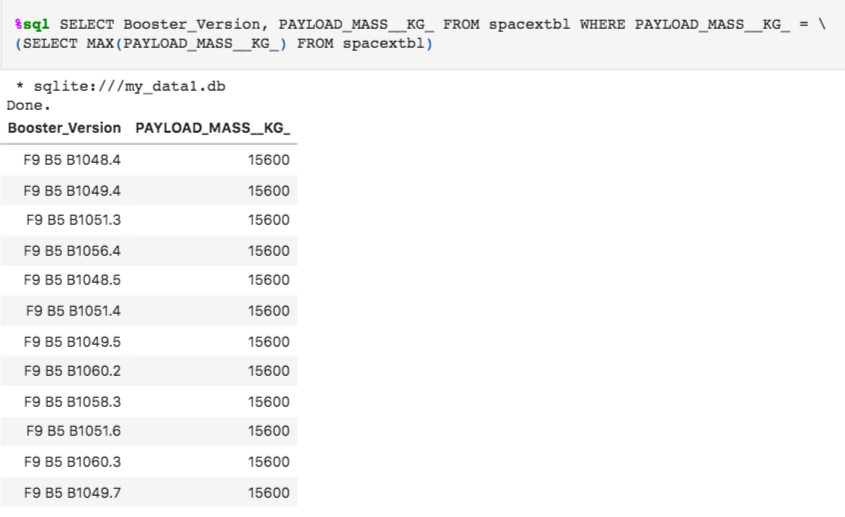 %sql SELECT Booster_Version, PAYLOAD_MASS__KG_ FROM spacextbl WHERE PAYLOAD_MASS__KG_ = \
(SELECT MAX(PAYLOAD_MASS__KG_) FROM spacextbl)
* sqlite:///my_data1.db
Done.
Booster_Version PAYLOAD_MASS__KG_
F9 B5 B1048.4 15600
F9 B5 B1049.4 15600
F9 B5 B1051.3 15600
F9 B5 B1056.4 15600
F9 B5 B1048.5 15600
F9 B5 B1051.4 15600
F9 B5 B1049.5 15600
F9 B5 B1060.2 15600
F9 B5 B1058.3 15600
F9 B5 B1051.6 15600
F9 B5 B1060.3 15600
F9 B5 B1049.7 15600